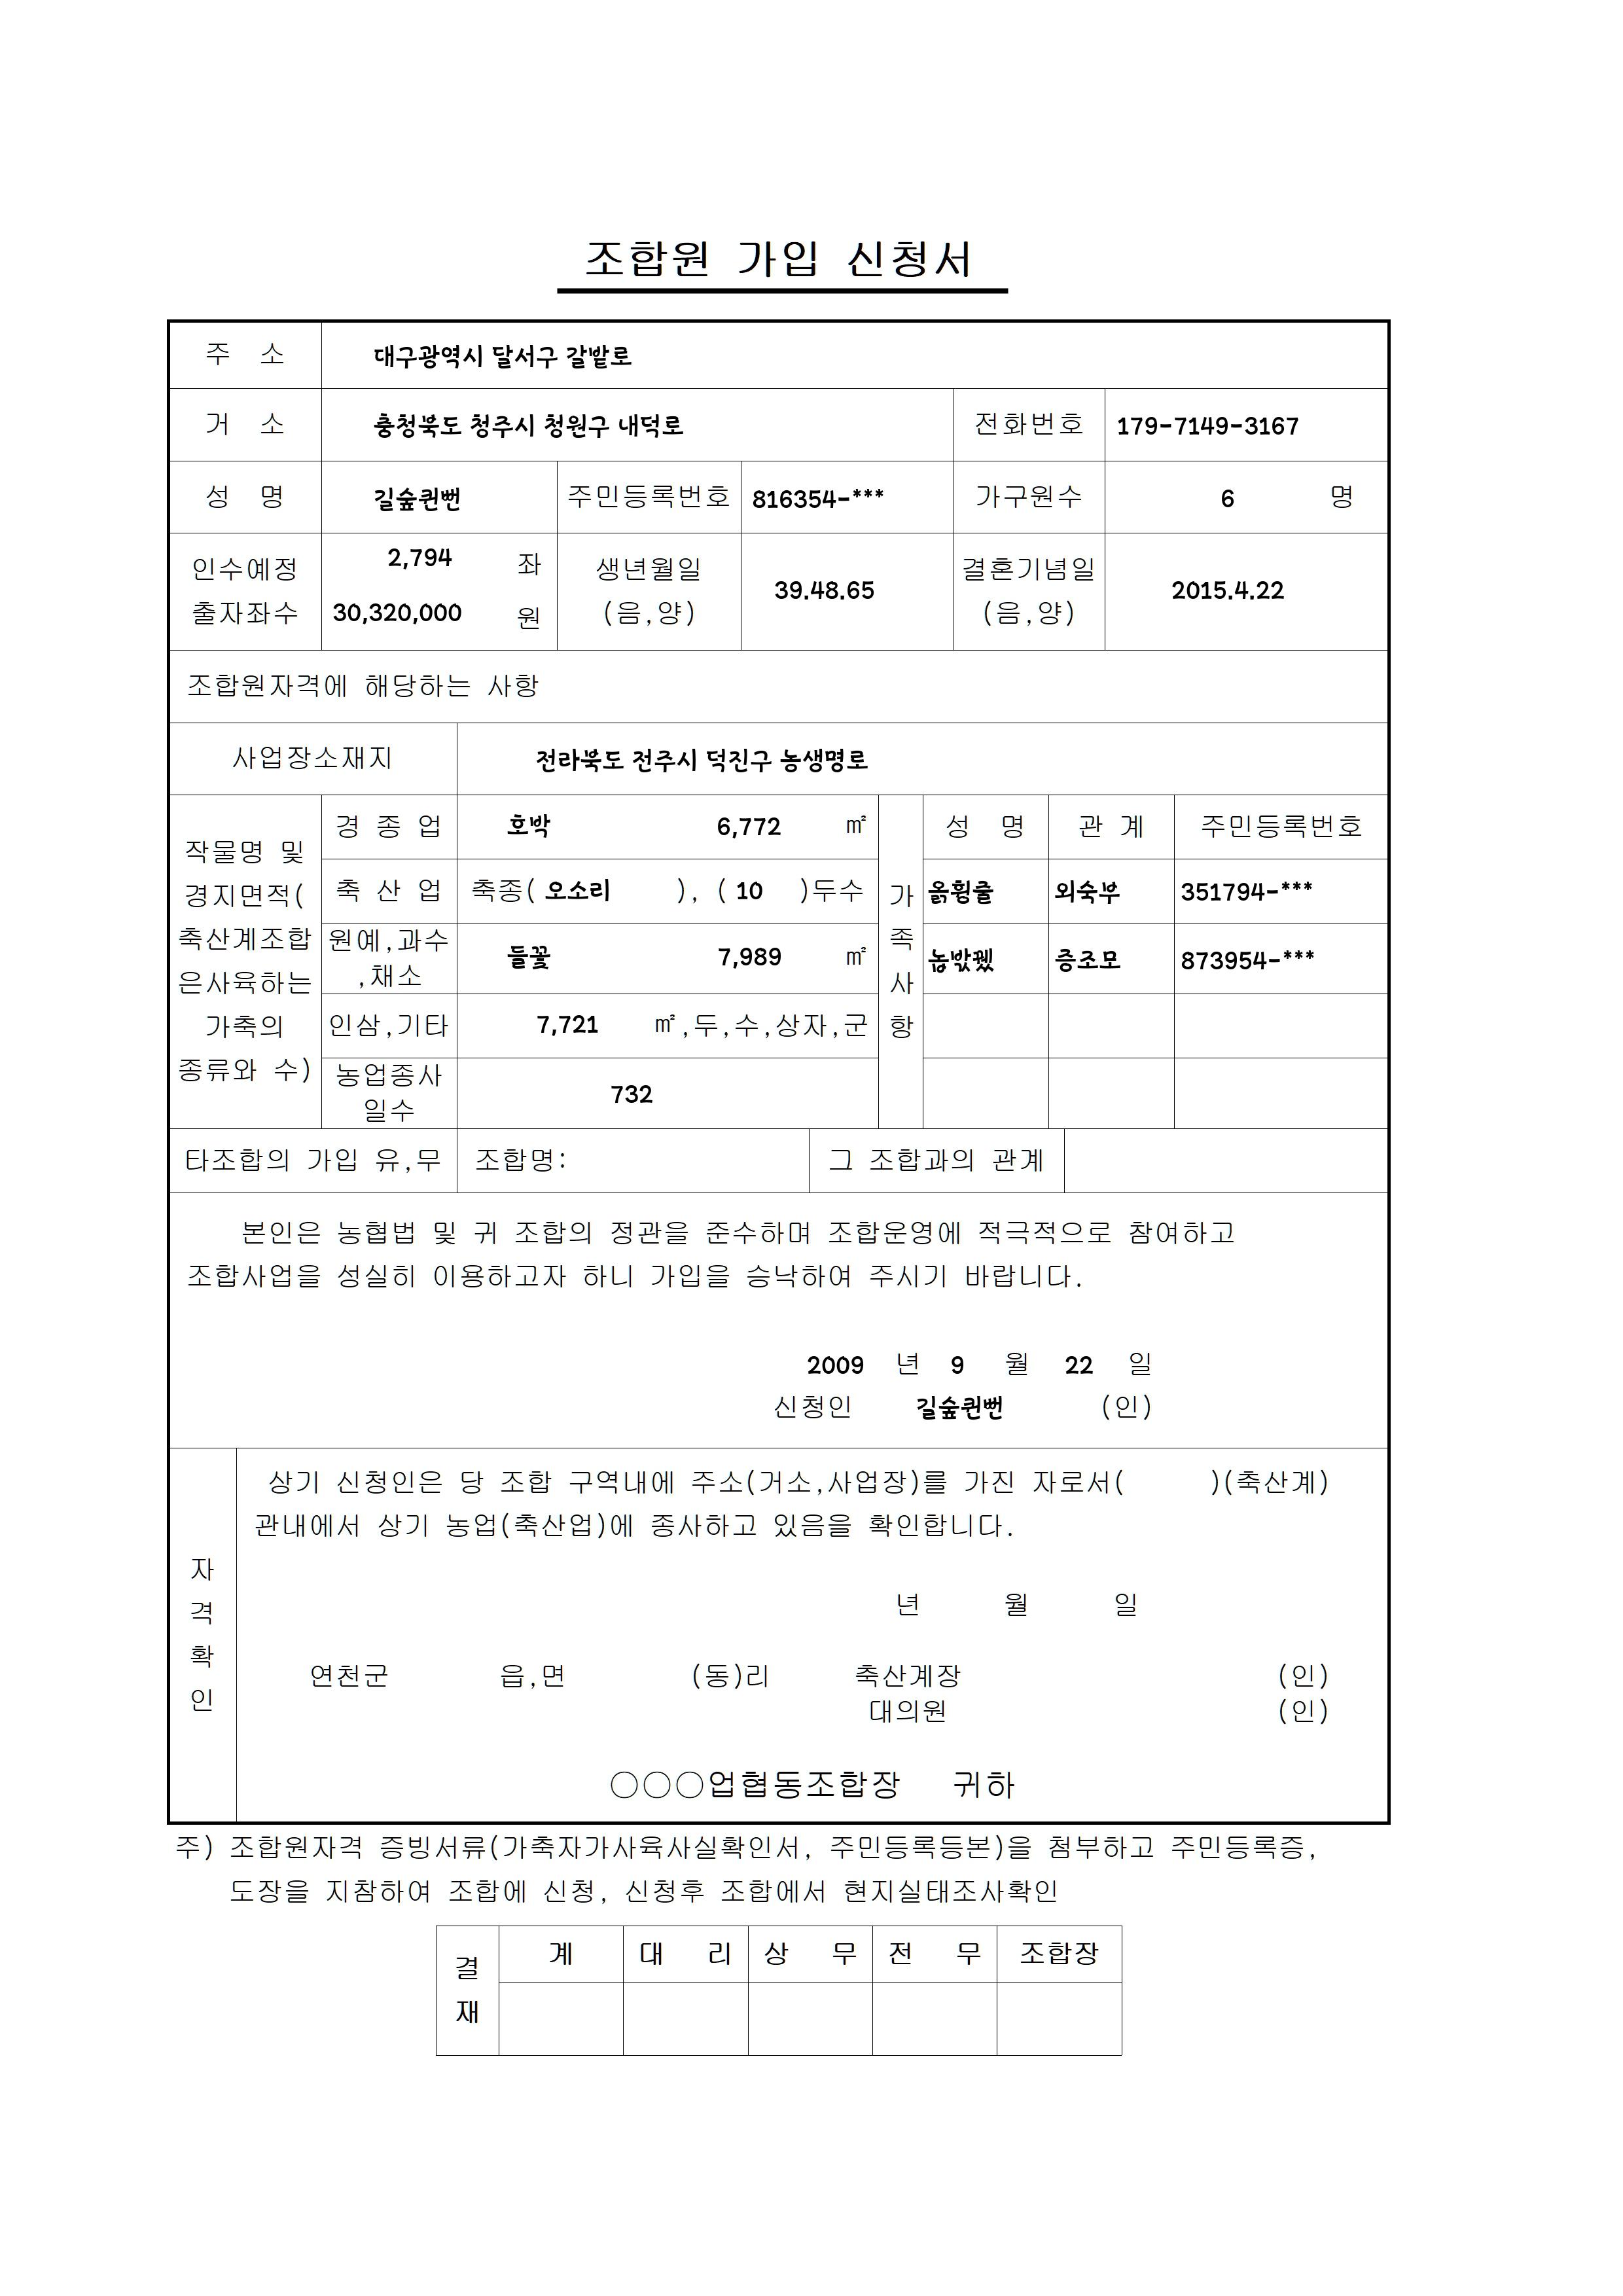 조합원 가입 신청서
주 소 대구광역시 달서구 갈밭로
거 소 충청북도 청주시 청원구 내덕로 전화번호 179-7149-3167
성 명 길숲퀸뻔 주민등록번호 816354-*** 가구원수 6 명
인수예정 출자좌수 2,794 좌 30,320,000 원 생년월일 (음,양) 39.48.65 결혼기념일 (음,양) 2015.4.22
조합원자격에 해당하는 사항
사업장소재지 전라북도 전주시 덕진구 농생명로
작물명 및 경지면적(축산계조합은사육하는 가축의 종류와 수)
경 종 업 호박 6,772 ㎡
축 산 업 축종( 오소리 ), ( 10 )두수
원예,과수,채소 들꽃 7,989 ㎡
인삼,기타 7,721 ㎡,두,수,상자,군
농업종사일수 732
가족사항
성 명 관 계 주민등록번호
외숙부 351794-***
증조모 873954-***
타조합의 가입 유,무 조합명: 그 조합과의 관계
본인은 농협법 및 귀 조합의 정관을 준수하며 조합운영에 적극적으로 참여하고
조합사업을 성실히 이용하고자 하니 가입을 승낙하여 주시기 바랍니다.
2009 년 9 월 22 일
신청인 길숲퀸뻔 (인)
자격확인
상기 신청인은 당 조합 구역내에 주소(거소,사업장)를 가진 자로서( )(축산계)
관내에서 상기 농업(축산업)에 종사하고 있음을 확인합니다.
년 월 일
연천군 읍,면 (동)리 축산계장 (인)
대의원 (인)
○○○업협동조합장 귀하
주) 조합원자격 증빙서류(가축자가사육사실확인서, 주민등록등본)을 첨부하고 주민등록증,
도장을 지참하여 조합에 신청, 신청후 조합에서 현지실태조사확인
결재 계 대 리 상 무 전 무 조합장